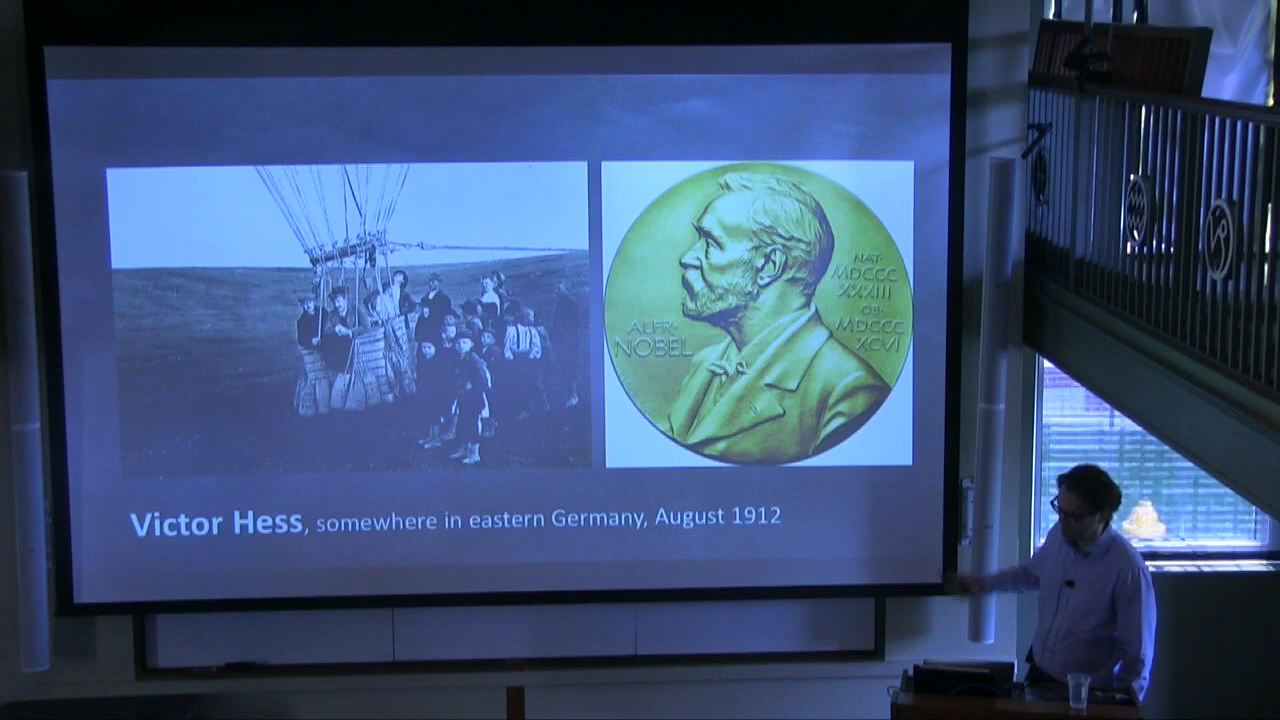 ALFR·
NOBEL
NAT·
MDCCC
XXXIII
OB·
MDCCC
XCVI
Victor Hess, somewhere in eastern Germany, August 1912